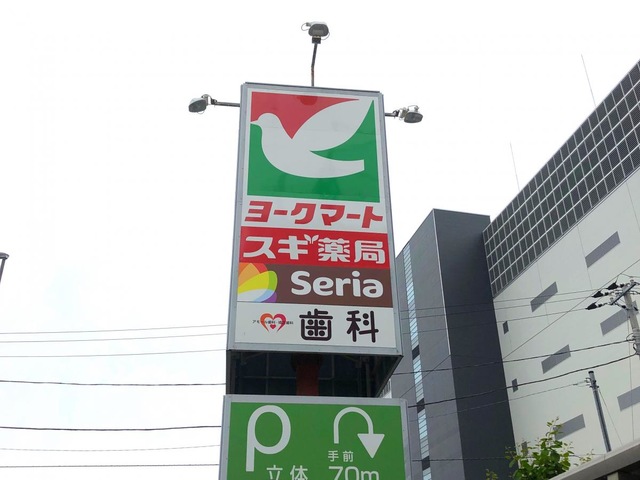 ヨークマート
スギ薬局
Seria
歯科
P
立体
手前
70m